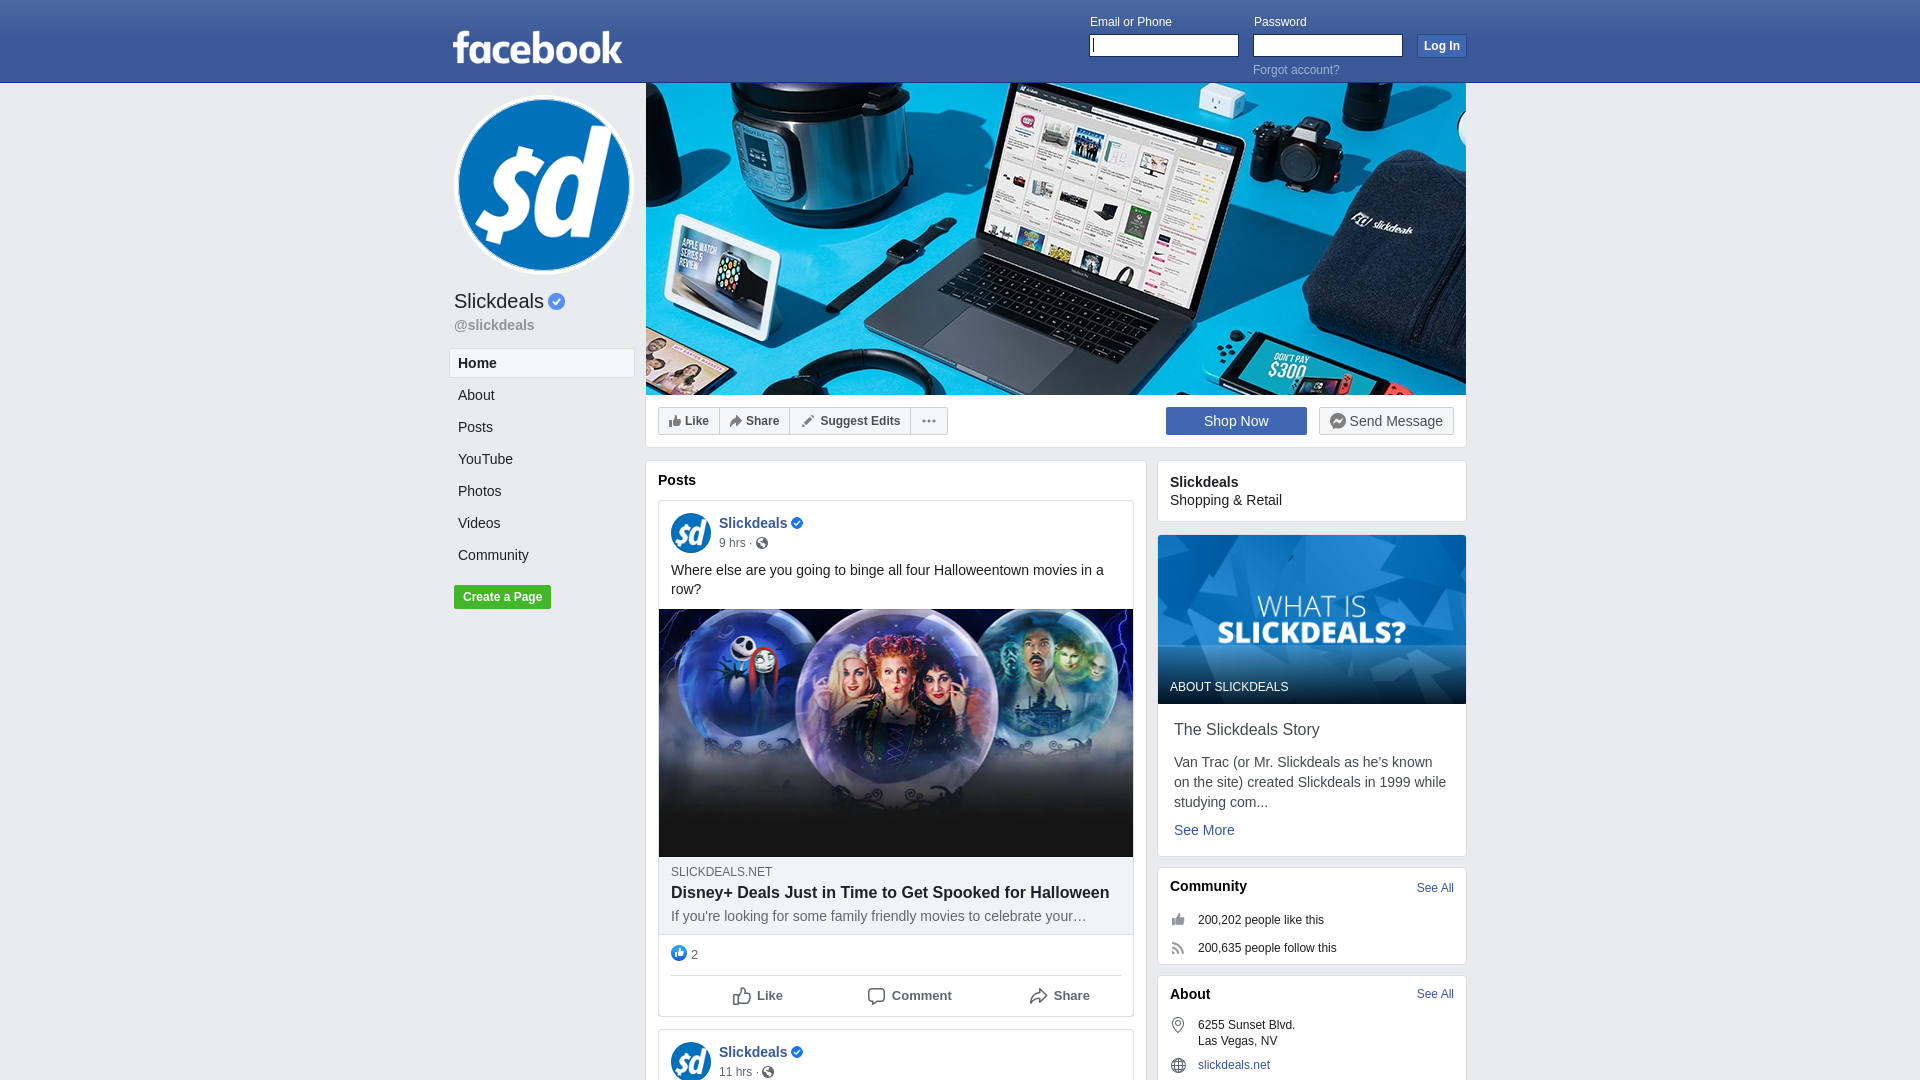 facebook
Email or Phone
Password
Log In
Forgot account?
$d
Slickdeals
@slickdeals
Home
About
Posts
YouTube
Photos
Videos
Community
Create a Page
APPLE WATCH
SERIES 5
REVIEW
slickdeals
DON'T PAY
$300
Like
Share
Suggest Edits
Shop Now
Send Message
Posts
$d
Slickdeals
9 hrs ·
Where else are you going to binge all four Halloweentown movies in a
row?
SLICKDEALS.NET
Disney+ Deals Just in Time to Get Spooked for Halloween
If you're looking for some family friendly movies to celebrate your…
2
Like
Comment
Share
$d
Slickdeals
11 hrs ·
Slickdeals
Shopping & Retail
WHAT IS
SLICKDEALS?
ABOUT SLICKDEALS
The Slickdeals Story
Van Trac (or Mr. Slickdeals as he’s known
on the site) created Slickdeals in 1999 while
studying com...
See More
Community
See All
200,202 people like this
200,635 people follow this
About
See All
6255 Sunset Blvd.
Las Vegas, NV
slickdeals.net